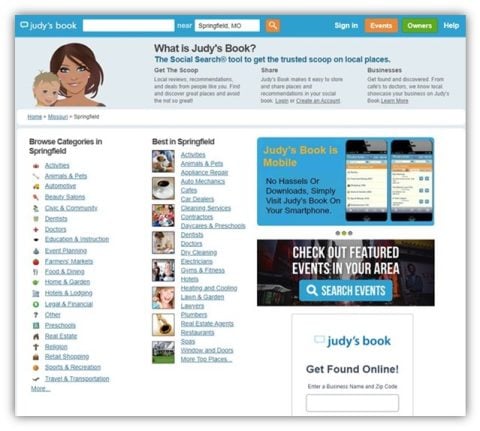 judy's book
near
Springfield, MO
Sign in
Events
Owners
Help
What is Judy's Book?
The Social Search® tool to get the trusted scoop on local places.
Get The Scoop
Local reviews, recommendations,
and deals from people like you. Find
and discover great places and avoid
the not so great!
Share
Judy's Book makes it easy to store
and share places and
recommendations in your social
book. Login or Create an Account.
Businesses
Get found and discovered. From
cafe's to doctors, we know local.
showcase your business on Judy's
Book Learn More
Home » Missouri » Springfield
Browse Categories in
Springfield
Activities
Animals & Pets
Automotive
Beauty Salons
Civic & Community
Dentists
Doctors
Education & Instruction
Event Planning
Farmers' Markets
Food & Dining
Home & Garden
Hotels & Lodging
Legal & Financial
Other
Preschools
Real Estate
Religion
Retail Shopping
Sports & Recreation
Travel & Transportation
More...
Best in Springfield
Activities
Animals & Pets
Appliance Repair
Auto Mechanics
Cafes
Car Dealers
Cleaning Services
Contractors
Daycares & Preschools
Dentists
Doctors
Dry Cleaning
Electricians
Gyms & Fitness
Hotels
Heating and Cooling
Lawn & Garden
Lawyers
Plumbers
Real Estate Agents
Restaurants
Spas
Window and Doors
More Top Places...
Judy's Book is
Mobile
No Hassels Or
Downloads, Simply
Visit Judy's Book On
Your Smartphone.
CHECK OUT FEATURED
EVENTS IN YOUR AREA
SEARCH EVENTS
judy's book
Get Found Online!
Enter a Business Name and Zip Code